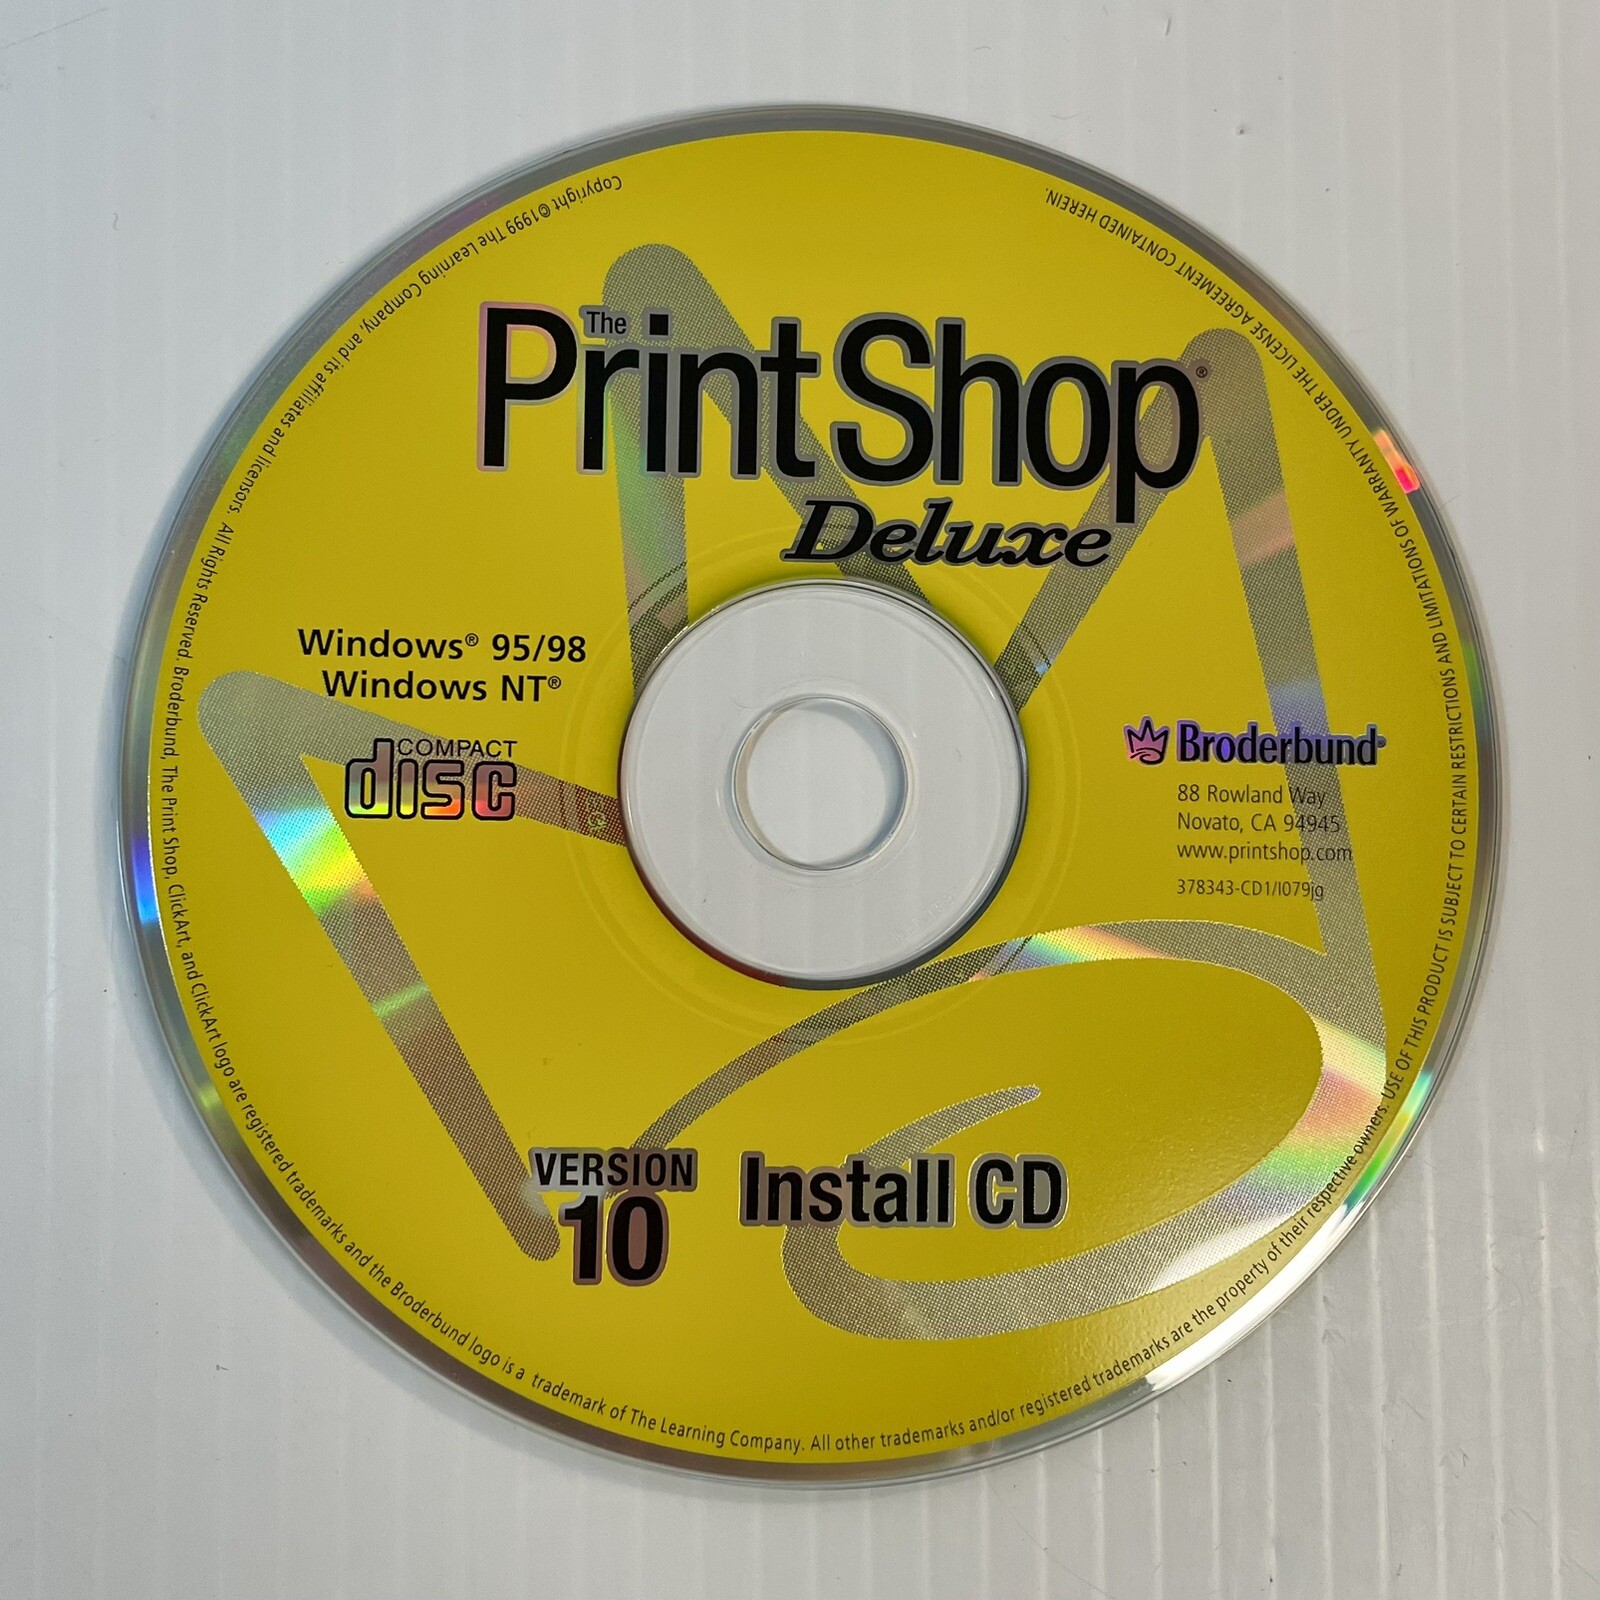 The
PrintShop®
Deluxe
Windows® 95/98
Windows NT®
COMPACT
disc
Broderbund®
88 Rowland Way
Novato, CA 94945
www.printshop.com
378343-CD1/I079jg
VERSION
10
Install CD
Copyright ©1999 The Learning Company, and its affiliates and licensors. All Rights Reserved. Broderbund, The Print Shop, ClickArt, and ClickArt logo are registered trademarks and the Broderbund logo is a trademark of The Learning Company. All other trademarks and/or registered trademarks are the property of their respective owners. USE OF THIS PRODUCT IS SUBJECT TO CERTAIN RESTRICTIONS AND LIMITATIONS OF WARRANTY UNDER THE LICENSE AGREEMENT CONTAINED HEREIN.